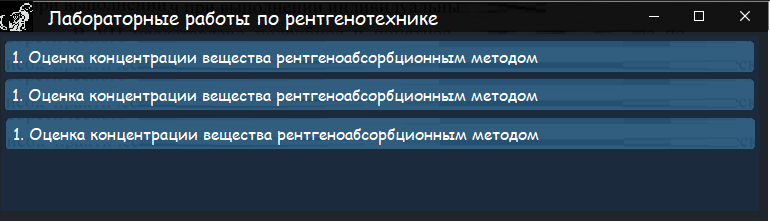 Лабораторные работы по рентгенотехнике
1. Оценка концентрации вещества рентгеноабсорбционным методом
1. Оценка концентрации вещества рентгеноабсорбционным методом
1. Оценка концентрации вещества рентгеноабсорбционным методом